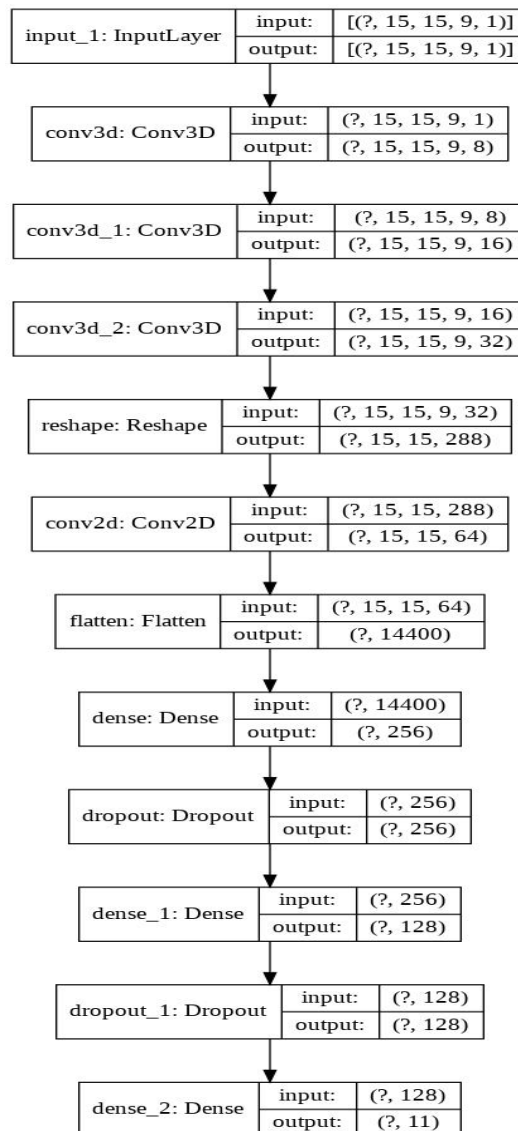 input_1: InputLayer
input: [(?, 15, 15, 9, 1)]
output: [(?, 15, 15, 9, 1)]
conv3d: Conv3D
input: (?, 15, 15, 9, 1)
output: (?, 15, 15, 9, 8)
conv3d_1: Conv3D
input: (?, 15, 15, 9, 8)
output: (?, 15, 15, 9, 16)
conv3d_2: Conv3D
input: (?, 15, 15, 9, 16)
output: (?, 15, 15, 9, 32)
reshape: Reshape
input: (?, 15, 15, 9, 32)
output: (?, 15, 15, 288)
conv2d: Conv2D
input: (?, 15, 15, 288)
output: (?, 15, 15, 64)
flatten: Flatten
input: (?, 15, 15, 64)
output: (?, 14400)
dense: Dense
input: (?, 14400)
output: (?, 256)
dropout: Dropout
input: (?, 256)
output: (?, 256)
dense_1: Dense
input: (?, 256)
output: (?, 128)
dropout_1: Dropout
input: (?, 128)
output: (?, 128)
dense_2: Dense
input: (?, 128)
output: (?, 11)